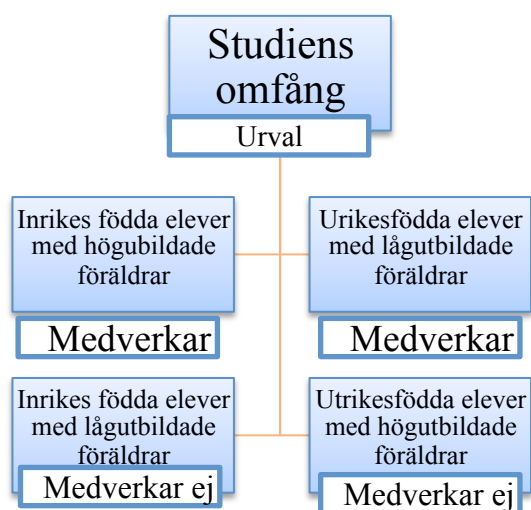 Studiens
omfång
Urval
Inrikes födda elever
med högubildade
föräldrar
Medverkar
Urikesfödda elever
med lågutbildade
föräldrar
Medverkar
Inrikes födda elever
med lågutbildade
föräldrar
Medverkar ej
Utrikesfödda elever
med högutbildade
föräldrar
Medverkar ej